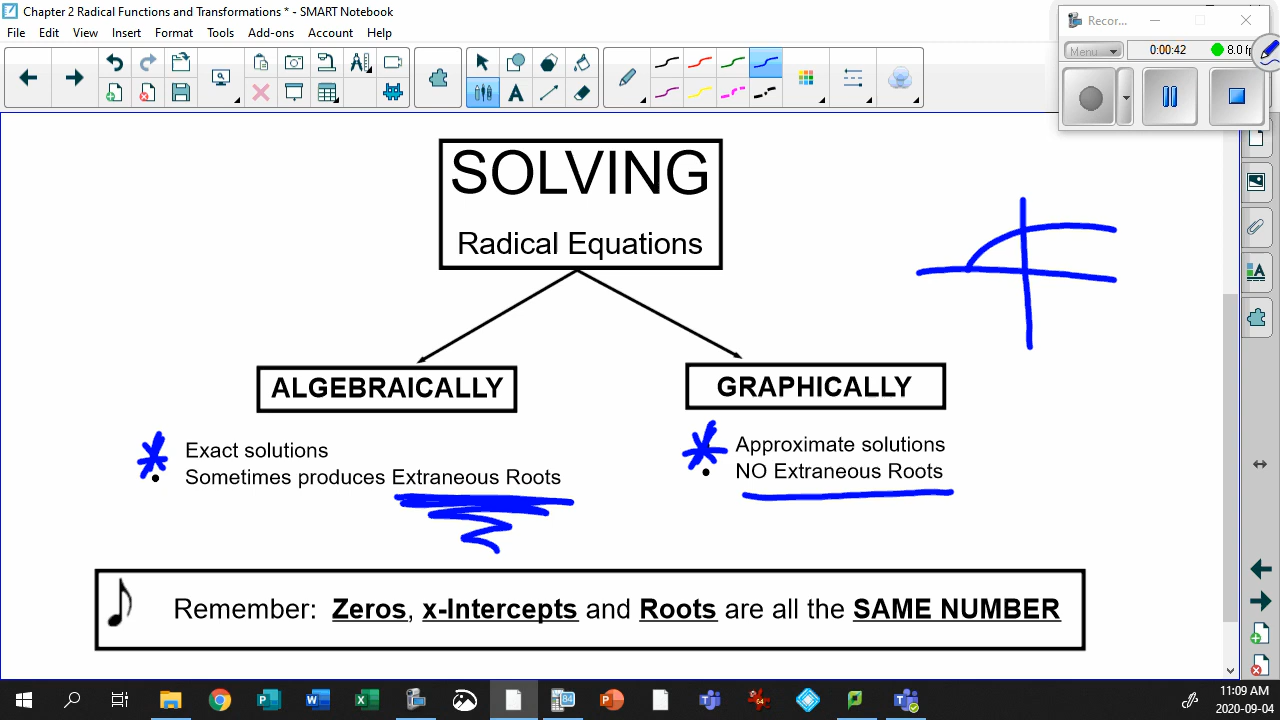 Chapter 2 Radical Functions and Transformations * - SMART Notebook
Recor...
File Edit View Insert Format Tools Add-ons Account Help
Menu
0:00:42
8.0 f
A
SOLVING
Radical Equations
ALGEBRAICALLY
GRAPHICALLY
Exact solutions
• Sometimes produces Extraneous Roots
Approximate solutions
• NO Extraneous Roots
Remember: Zeros, x-Intercepts and Roots are all the SAME NUMBER
11:09 AM
2020-09-04